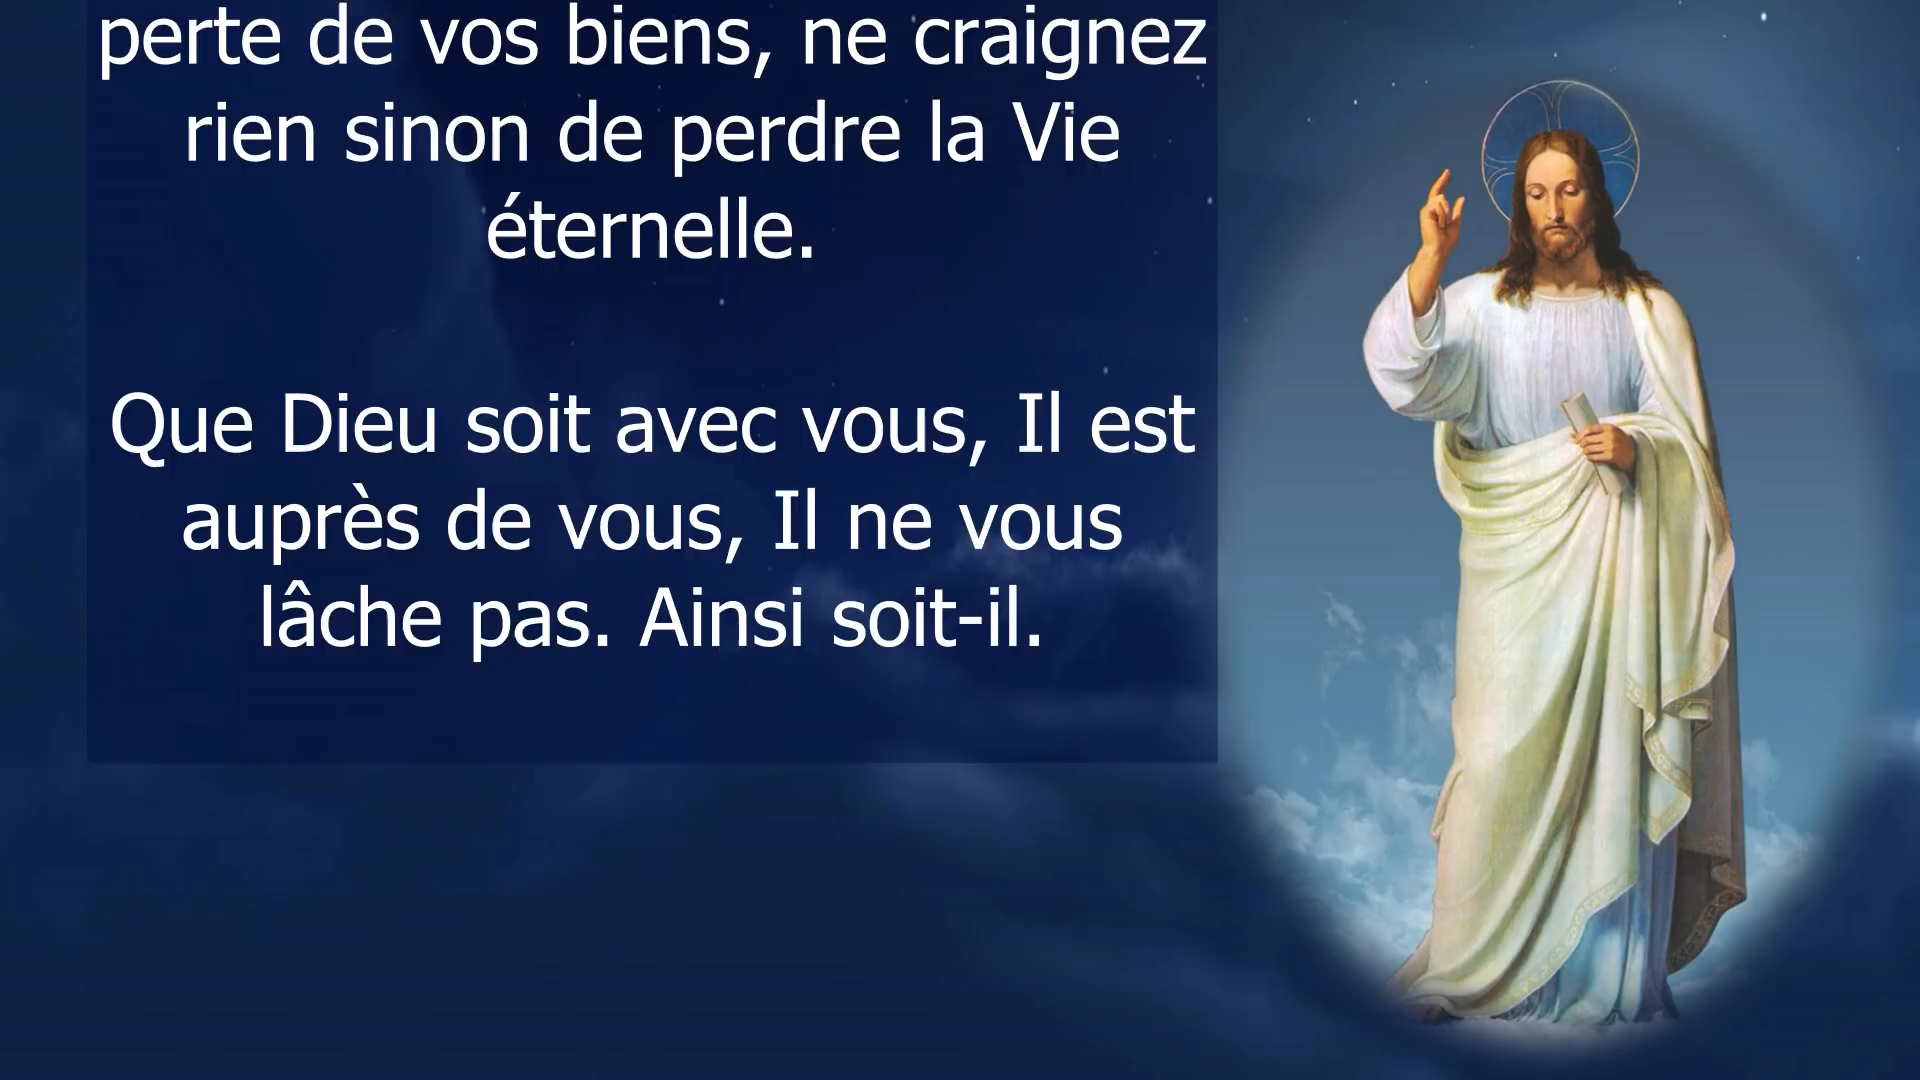 perte de vos biens, ne craignez
rien sinon de perdre la Vie
éternelle.
Que Dieu soit avec vous, Il est
auprès de vous, Il ne vous
lâche pas. Ainsi soit-il.